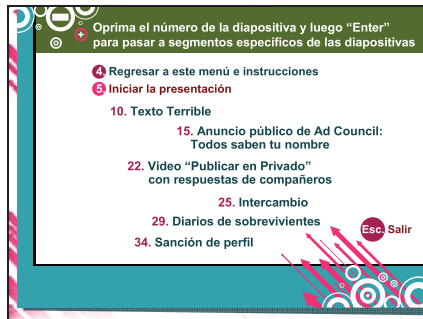 Oprima el número de la diapositiva y luego “Enter”
para pasar a segmentos específicos de las diapositivas
4 Regresar a este menú e instrucciones
5. Iniciar la presentación
10. Texto Terrible
15. Anuncio público de Ad Council:
Todos saben tu nombre
22. Video “Publicar en Privado”
con respuestas de compañeros
25. Intercambio
29. Diarios de sobrevivientes
Esc. Salir
34. Sanción de perfil